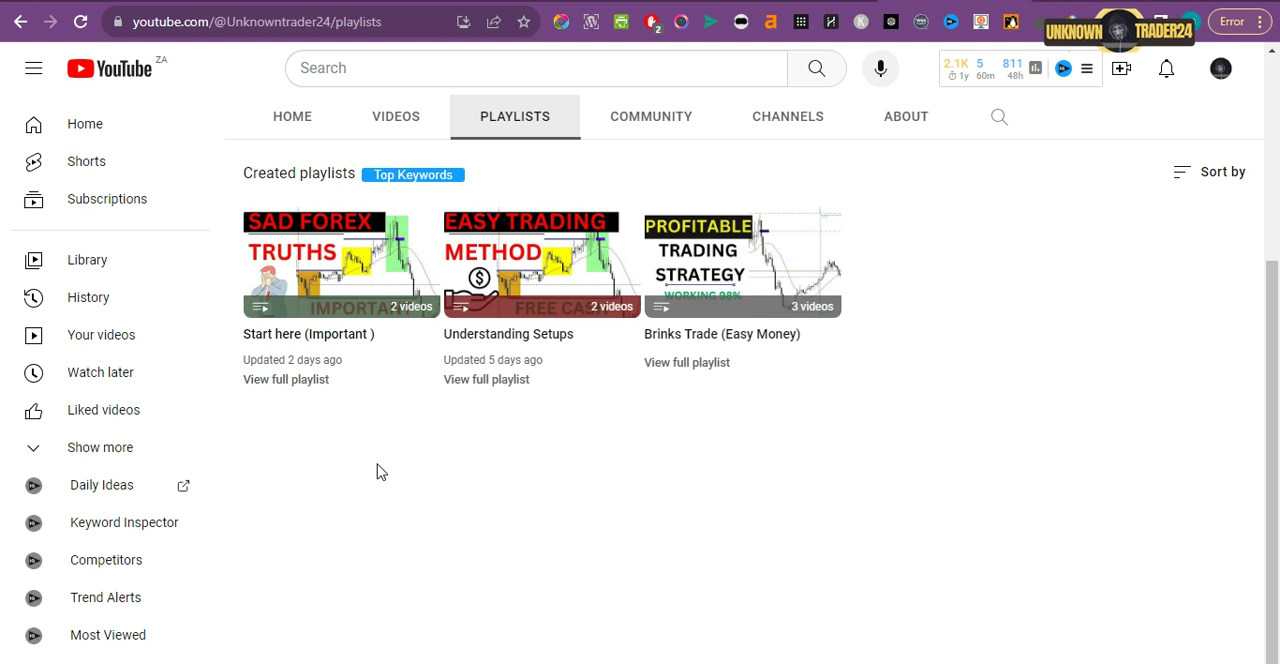 youtube.com/@Unknowntrader24/playlists
2
UNKNOWN TRADER24
Error
YouTube ZA
Search
2.1K 5 811
1y 60m 48h
HOME VIDEOS PLAYLISTS COMMUNITY CHANNELS ABOUT
Home
Shorts
Subscriptions
Library
History
Your videos
Watch later
Liked videos
Show more
Daily Ideas
Keyword Inspector
Competitors
Trend Alerts
Most Viewed
Created playlists Top Keywords
Sort by
SAD FOREX
TRUTHS
IMPORTANT
2 videos
Start here (Important )
Updated 2 days ago
View full playlist
EASY TRADING
METHOD
$
FREE CASH
2 videos
Understanding Setups
Updated 5 days ago
View full playlist
PROFITABLE
TRADING
STRATEGY
WORKING 98%
3 videos
Brinks Trade (Easy Money)
View full playlist